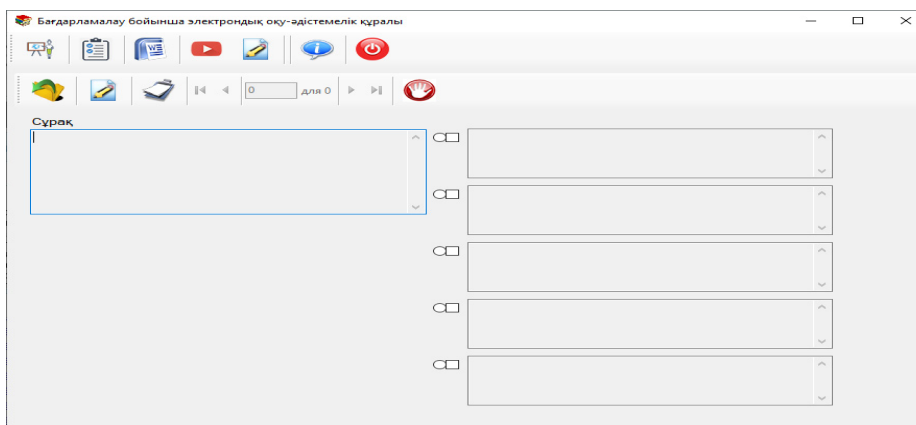 Бағдарламалау бойынша электрондық оқу-әдістемелік құралы
W
0 для 0
Сұрақ